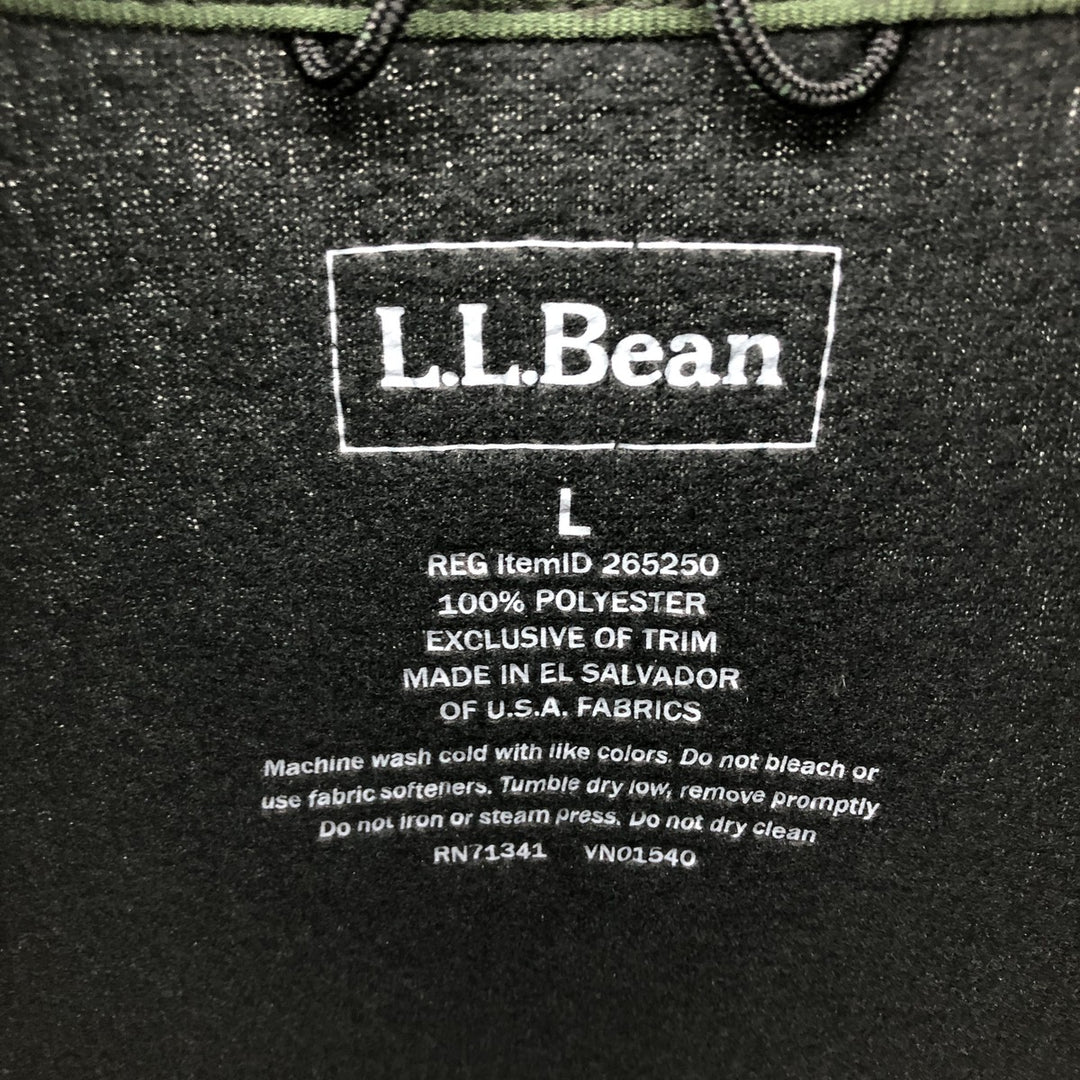 L.L.Bean
L
REG ItemID 265250
100% POLYESTER
EXCLUSIVE OF TRIM
MADE IN EL SALVADOR
OF U.S.A. FABRICS
Machine wash cold with like colors. Do not bleach or
use fabric softeners. Tumble dry low, remove promptly
Do not iron or steam press. Do not dry clean
RN71341 VN01540